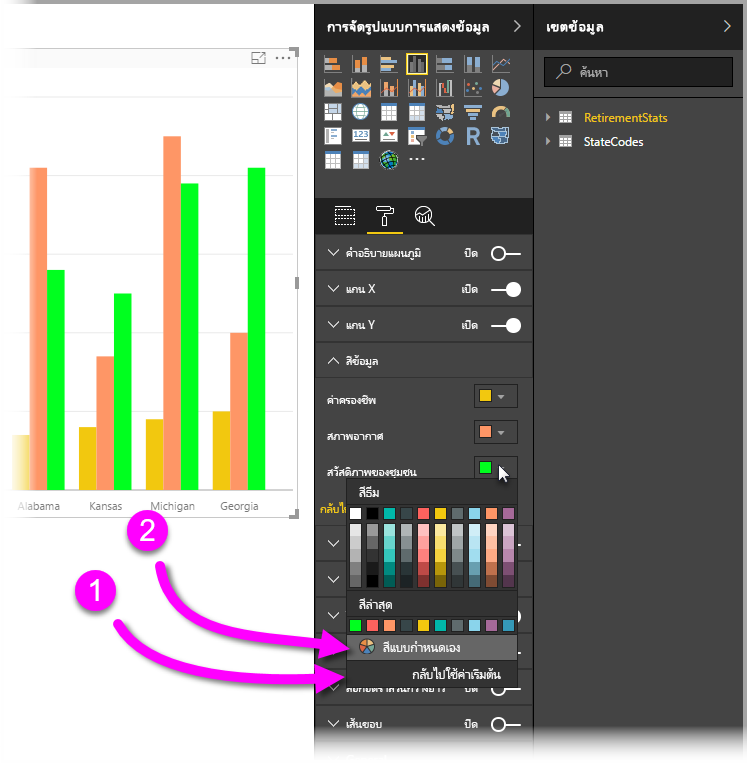 การจัดรูปแบบการแสดงข้อมูล
เขตข้อมูล
ค้นหา
RetirementStats
StateCodes
123
R
คำอธิบายแผนภูมิ ปิด
แกน X เปิด
แกน Y เปิด
สีข้อมูล
ค่าครองชีพ
สภาพอากาศ
สวัสดิภาพของชุมชน
กลับไป
สีธีม
สีล่าสุด
สีแบบกำหนดเอง
กลับไปใช้ค่าเริ่มต้น
ปิด
เส้นขอบ ปิด
Alabama Kansas Michigan Georgia
2
1